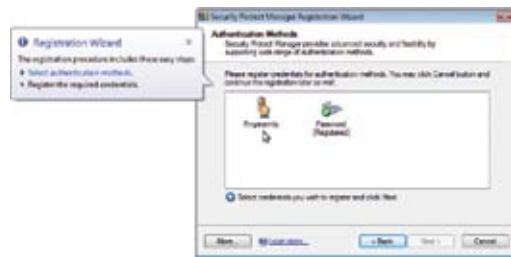 Registration Wizard
The registration procedure includes three easy steps:
Select authentication methods.
Register the required credentials.
Security Protect Manager Registration Wizard
Authentication Methods
Security Protect Manager provides advanced security and flexibility by
supporting wide range of authentication methods.
Please register credentials for authentication methods. You may click Cancel button and
continue the registration later as well.
Fingerprints
Password
(Registered)
Select credentials you wish to register and click Next.
More...
< Back
Next >
Cancel